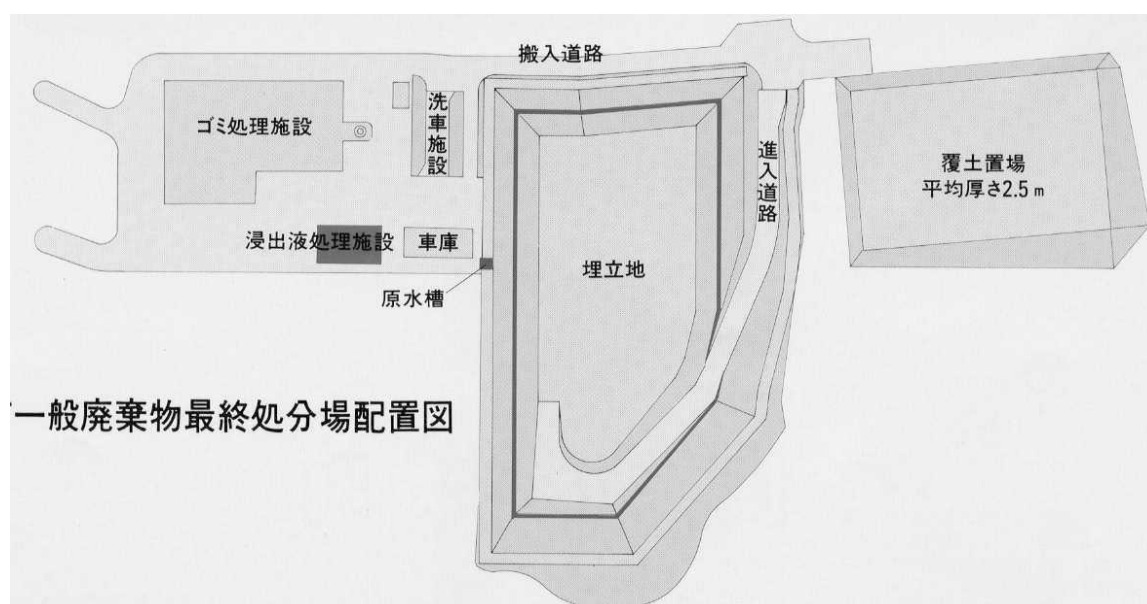 搬入道路
ゴミ処理施設
洗車施設
進入道路
覆土置場
平均厚さ2.5m
浸出液処理施設
車庫
埋立地
原水槽
一般廃棄物最終処分場配置図